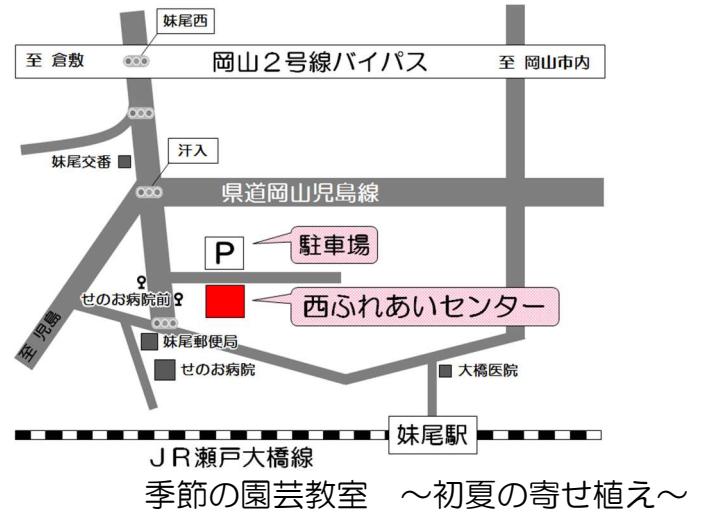 妹尾西
至 倉敷
岡山２号線バイパス
至 岡山市内
汗入
妹尾交番
県道岡山児島線
P
駐車場
せのお病院前
西ふれあいセンター
至 児島
妹尾郵便局
せのお病院
大橋医院
妹尾駅
ＪＲ瀬戸大橋線
季節の園芸教室　～初夏の寄せ植え～